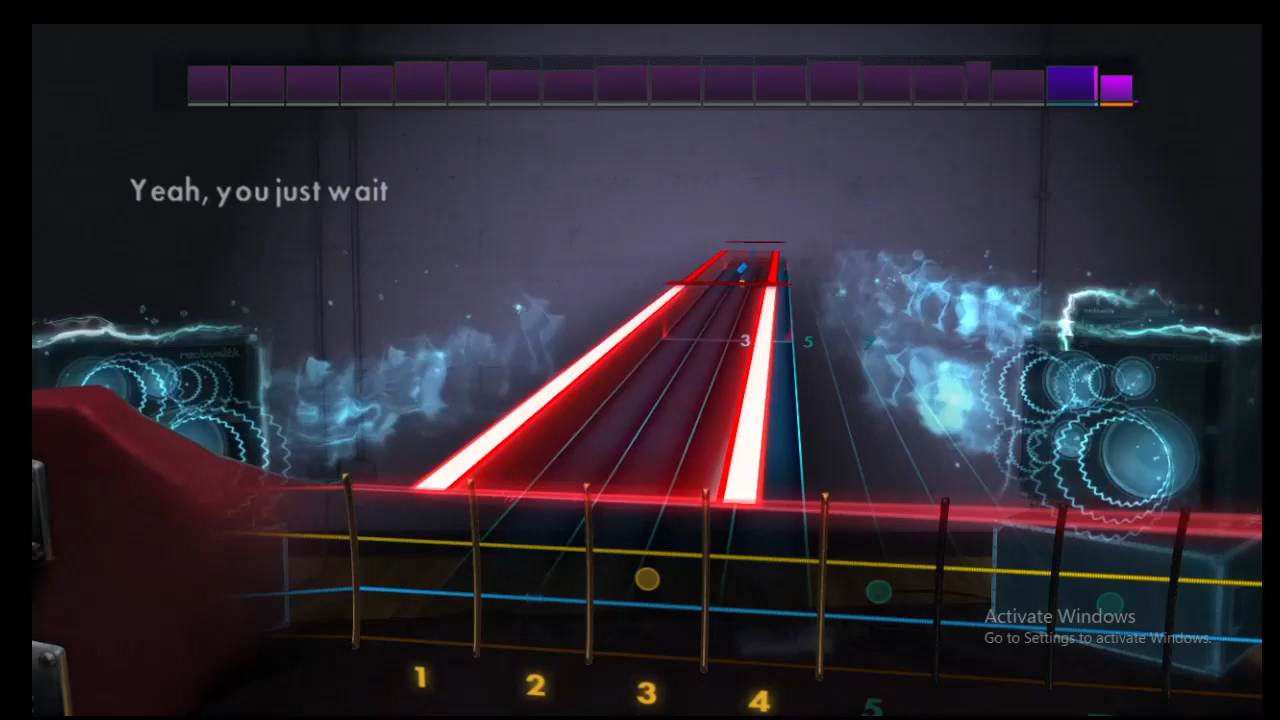 Yeah, you just wait
3 5
Activate Windows
Go to Settings to activate Windows.
1 2 3 4 5